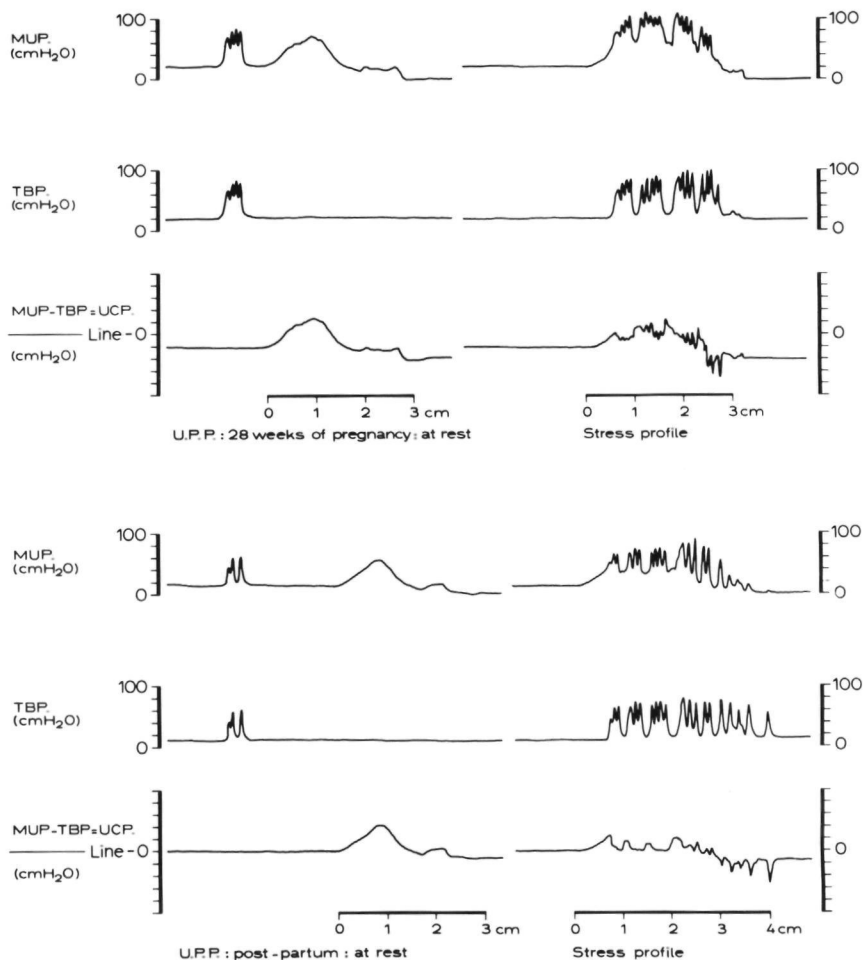 100 100
MUP.
(cmH2O)
0 0
100 100
TBP.
(cmH2O)
0 0
MUP-TBP=UCP.
Line-0 0
(cmH2O)
0 1 2 3 cm 0 1 2 3 cm
U.P.P.: 28 weeks of pregnancy: at rest Stress profile
100 100
MUP.
(cmH2O)
0 0
100 100
TBP.
(cmH2O)
0 0
MUP-TBP=UCP.
Line-0 0
(cmH2O)
0 1 2 3 cm 0 1 2 3 4 cm
U.P.P.: post-partum: at rest Stress profile